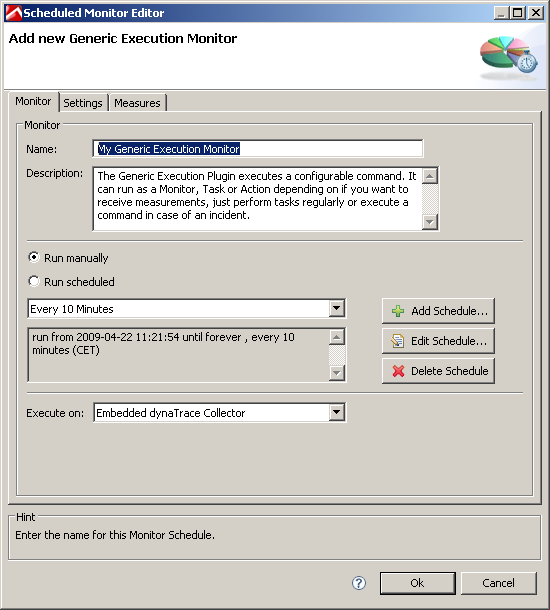 Scheduled Monitor Editor
Add new Generic Execution Monitor
Monitor Settings Measures
Monitor
Name: My Generic Execution Monitor
Description: The Generic Execution Plugin executes a configurable command. It
can run as a Monitor, Task or Action depending on if you want to
receive measurements, just perform tasks regularly or execute a
command in case of an incident.
Run manually
Run scheduled
Every 10 Minutes
Add Schedule...
run from 2009-04-22 11:21:54 until forever , every 10
minutes (CET)
Edit Schedule...
Delete Schedule
Execute on: Embedded dynaTrace Collector
Hint
Enter the name for this Monitor Schedule.
? Ok Cancel